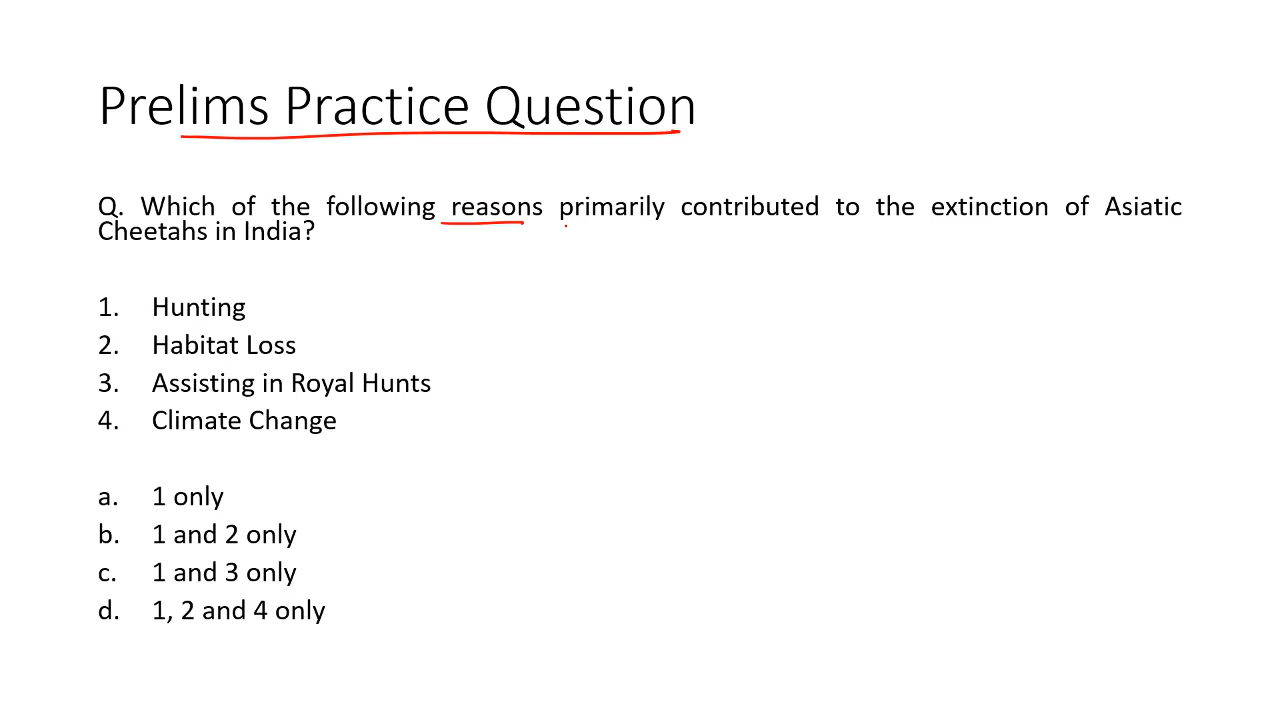 Prelims Practice Question
Q. Which of the following reasons primarily contributed to the extinction of Asiatic
Cheetahs in India?
1. Hunting
2. Habitat Loss
3. Assisting in Royal Hunts
4. Climate Change
a. 1 only
b. 1 and 2 only
c. 1 and 3 only
d. 1, 2 and 4 only